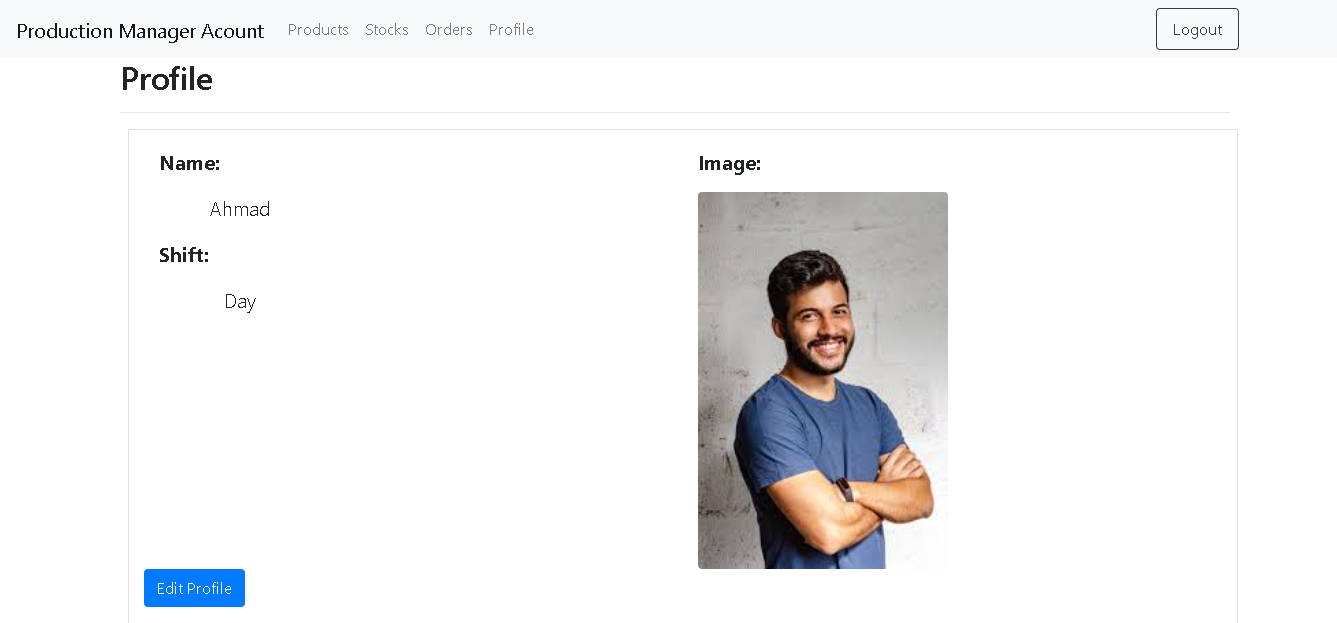 Production Manager Acount Products Stocks Orders Profile Logout
Profile
Name:
Ahmad
Shift:
Day
Image:
Edit Profile